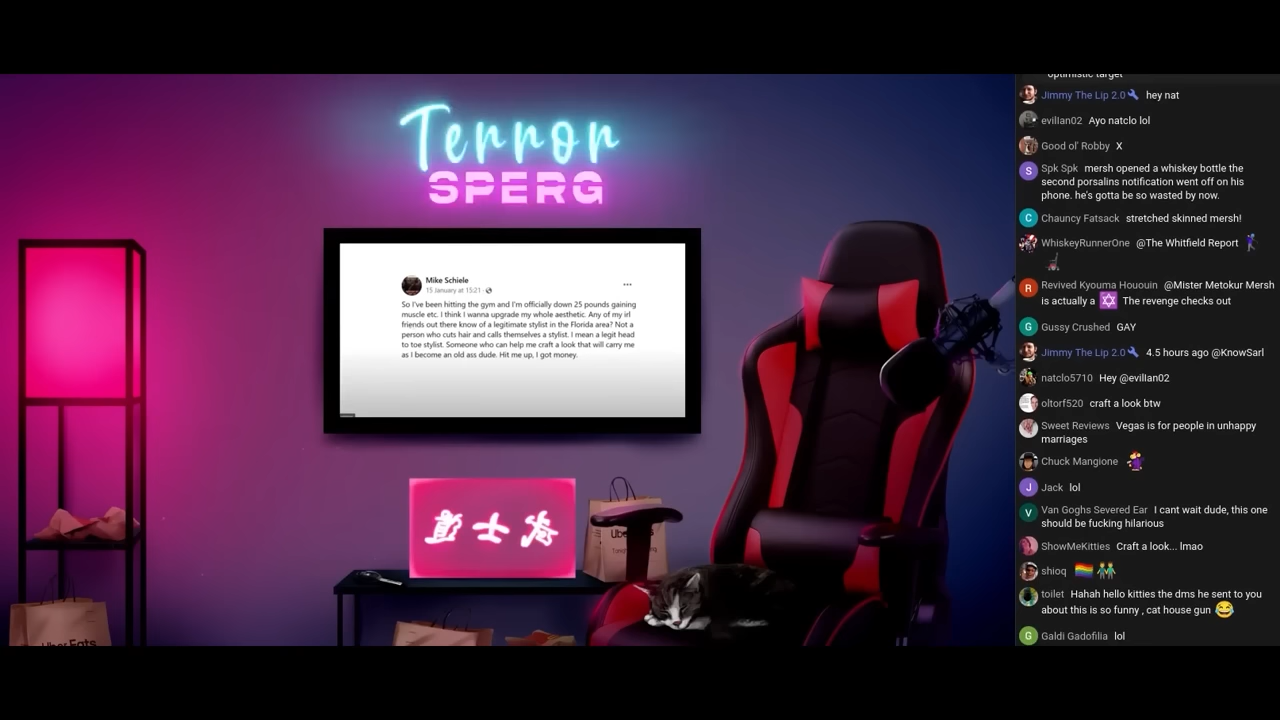 Terror
SPERG
Mike Schiele
15 January at 15:21
So I've been hitting the gym and I'm officially down 25 pounds gaining
muscle etc. I think I wanna upgrade my whole aesthetic. Any of my irl
friends out there know of a legitimate stylist in the Florida area? Not a
person who cuts hair and calls themselves a stylist. I mean a legit head
to toe stylist. Someone who can help me craft a look that will carry me
as I become an old ass dude. Hit me up, I got money.
Uber Eats
optimistic target
Jimmy The Lip 2.0 hey nat
evilIan02 Ayo natclo lol
Good ol' Robby X
S
Spk Spk mersh opened a whiskey bottle the
second porsalins notification went off on his
phone. he's gotta be so wasted by now.
C
Chauncy Fatsack stretched skinned mersh!
WhiskeyRunnerOne @The Whitfield Report
R
Revived Kyouma Hououin @Mister Metokur Mersh
is actually a ✡ The revenge checks out
G
Gussy Crushed GAY
Jimmy The Lip 2.0 4.5 hours ago @KnowSarl
natclo5710 Hey @evilIan02
oltorf520 craft a look btw
Sweet Reviews Vegas is for people in unhappy
marriages
Chuck Mangione
J
Jack lol
V
Van Goghs Severed Ear I cant wait dude, this one
should be fucking hilarious
ShowMeKitties Craft a look... lmao
shioq 🏳️‍🌈 👬
toilet Hahah hello kitties the dms he sent to you
about this is so funny , cat house gun 😂
G
Galdi Gadofilia lol